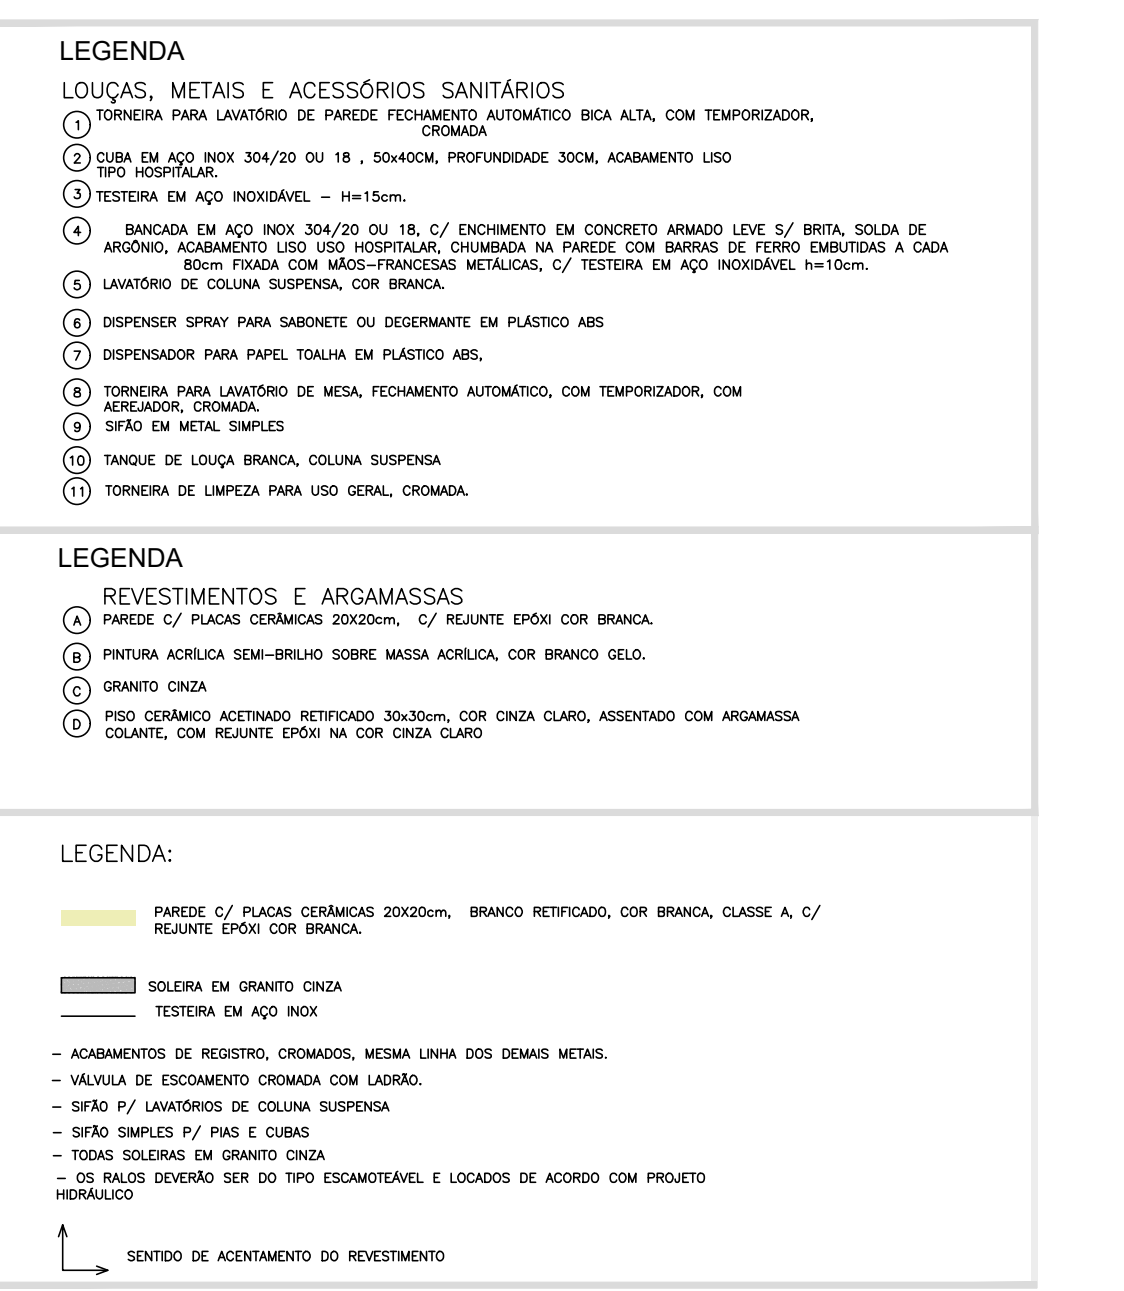 LEGENDA
LOUÇAS, METAIS E ACESSÓRIOS SANITÁRIOS
1 TORNEIRA PARA LAVATÓRIO DE PAREDE FECHAMENTO AUTOMÁTICO BICA ALTA, COM TEMPORIZADOR,
CROMADA
2 CUBA EM AÇO INOX 304/20 OU 18 , 50x40CM, PROFUNDIDADE 30CM, ACABAMENTO LISO
TIPO HOSPITALAR.
3 TESTEIRA EM AÇO INOXIDÁVEL – H=15cm.
4 BANCADA EM AÇO INOX 304/20 OU 18, C/ ENCHIMENTO EM CONCRETO ARMADO LEVE S/ BRITA, SOLDA DE
ARGÔNIO, ACABAMENTO LISO USO HOSPITALAR, CHUMBADA NA PAREDE COM BARRAS DE FERRO EMBUTIDAS A CADA
80cm FIXADA COM MÃOS–FRANCESAS METÁLICAS, C/ TESTEIRA EM AÇO INOXIDÁVEL h=10cm.
5 LAVATÓRIO DE COLUNA SUSPENSA, COR BRANCA.
6 DISPENSER SPRAY PARA SABONETE OU DEGERMANTE EM PLÁSTICO ABS
7 DISPENSADOR PARA PAPEL TOALHA EM PLÁSTICO ABS,
8 TORNEIRA PARA LAVATÓRIO DE MESA, FECHAMENTO AUTOMÁTICO, COM TEMPORIZADOR, COM
AEREJADOR, CROMADA.
9 SIFÃO EM METAL SIMPLES
10 TANQUE DE LOUÇA BRANCA, COLUNA SUSPENSA
11 TORNEIRA DE LIMPEZA PARA USO GERAL, CROMADA.
LEGENDA
REVESTIMENTOS E ARGAMASSAS
A PAREDE C/ PLACAS CERÂMICAS 20X20cm, C/ REJUNTE EPÓXI COR BRANCA.
B PINTURA ACRÍLICA SEMI–BRILHO SOBRE MASSA ACRÍLICA, COR BRANCO GELO.
C GRANITO CINZA
D PISO CERÂMICO ACETINADO RETIFICADO 30x30cm, COR CINZA CLARO, ASSENTADO COM ARGAMASSA
COLANTE, COM REJUNTE EPÓXI NA COR CINZA CLARO
LEGENDA:
PAREDE C/ PLACAS CERÂMICAS 20X20cm, BRANCO RETIFICADO, COR BRANCA, CLASSE A, C/
REJUNTE EPÓXI COR BRANCA.
SOLEIRA EM GRANITO CINZA
TESTEIRA EM AÇO INOX
– ACABAMENTOS DE REGISTRO, CROMADOS, MESMA LINHA DOS DEMAIS METAIS.
– VÁLVULA DE ESCOAMENTO CROMADA COM LADRÃO.
– SIFÃO P/ LAVATÓRIOS DE COLUNA SUSPENSA
– SIFÃO SIMPLES P/ PIAS E CUBAS
– TODAS SOLEIRAS EM GRANITO CINZA
– OS RALOS DEVERÃO SER DO TIPO ESCAMOTEÁVEL E LOCADOS DE ACORDO COM PROJETO
HIDRÁULICO
SENTIDO DE ACENTAMENTO DO REVESTIMENTO